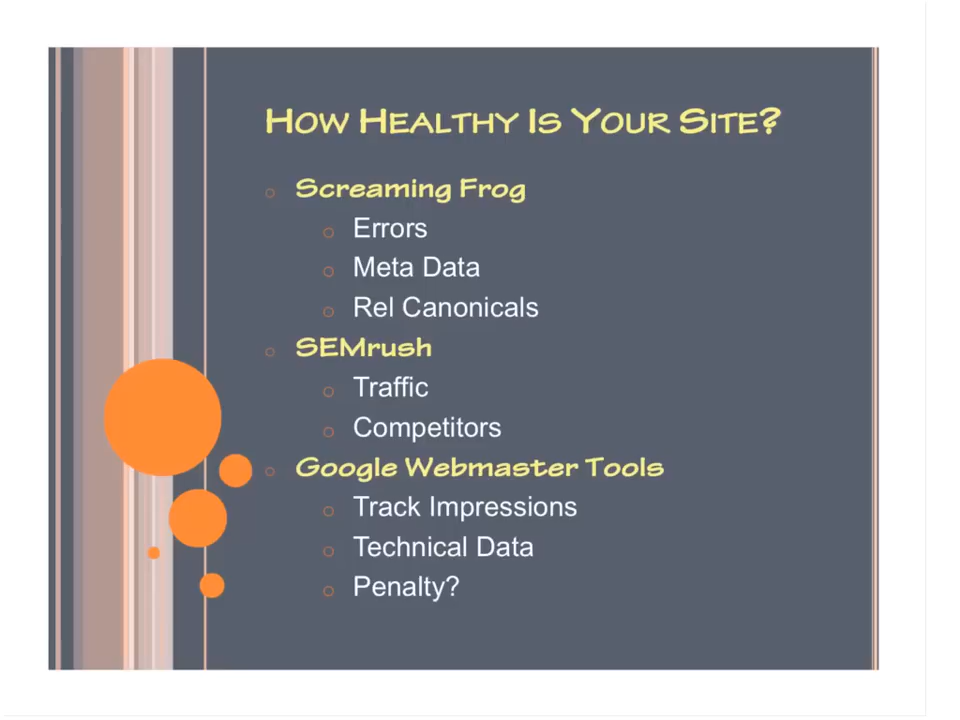 How Healthy Is Your Site?
Screaming Frog
Errors
Meta Data
Rel Canonicals
SEMrush
Traffic
Competitors
Google Webmaster Tools
Track Impressions
Technical Data
Penalty?